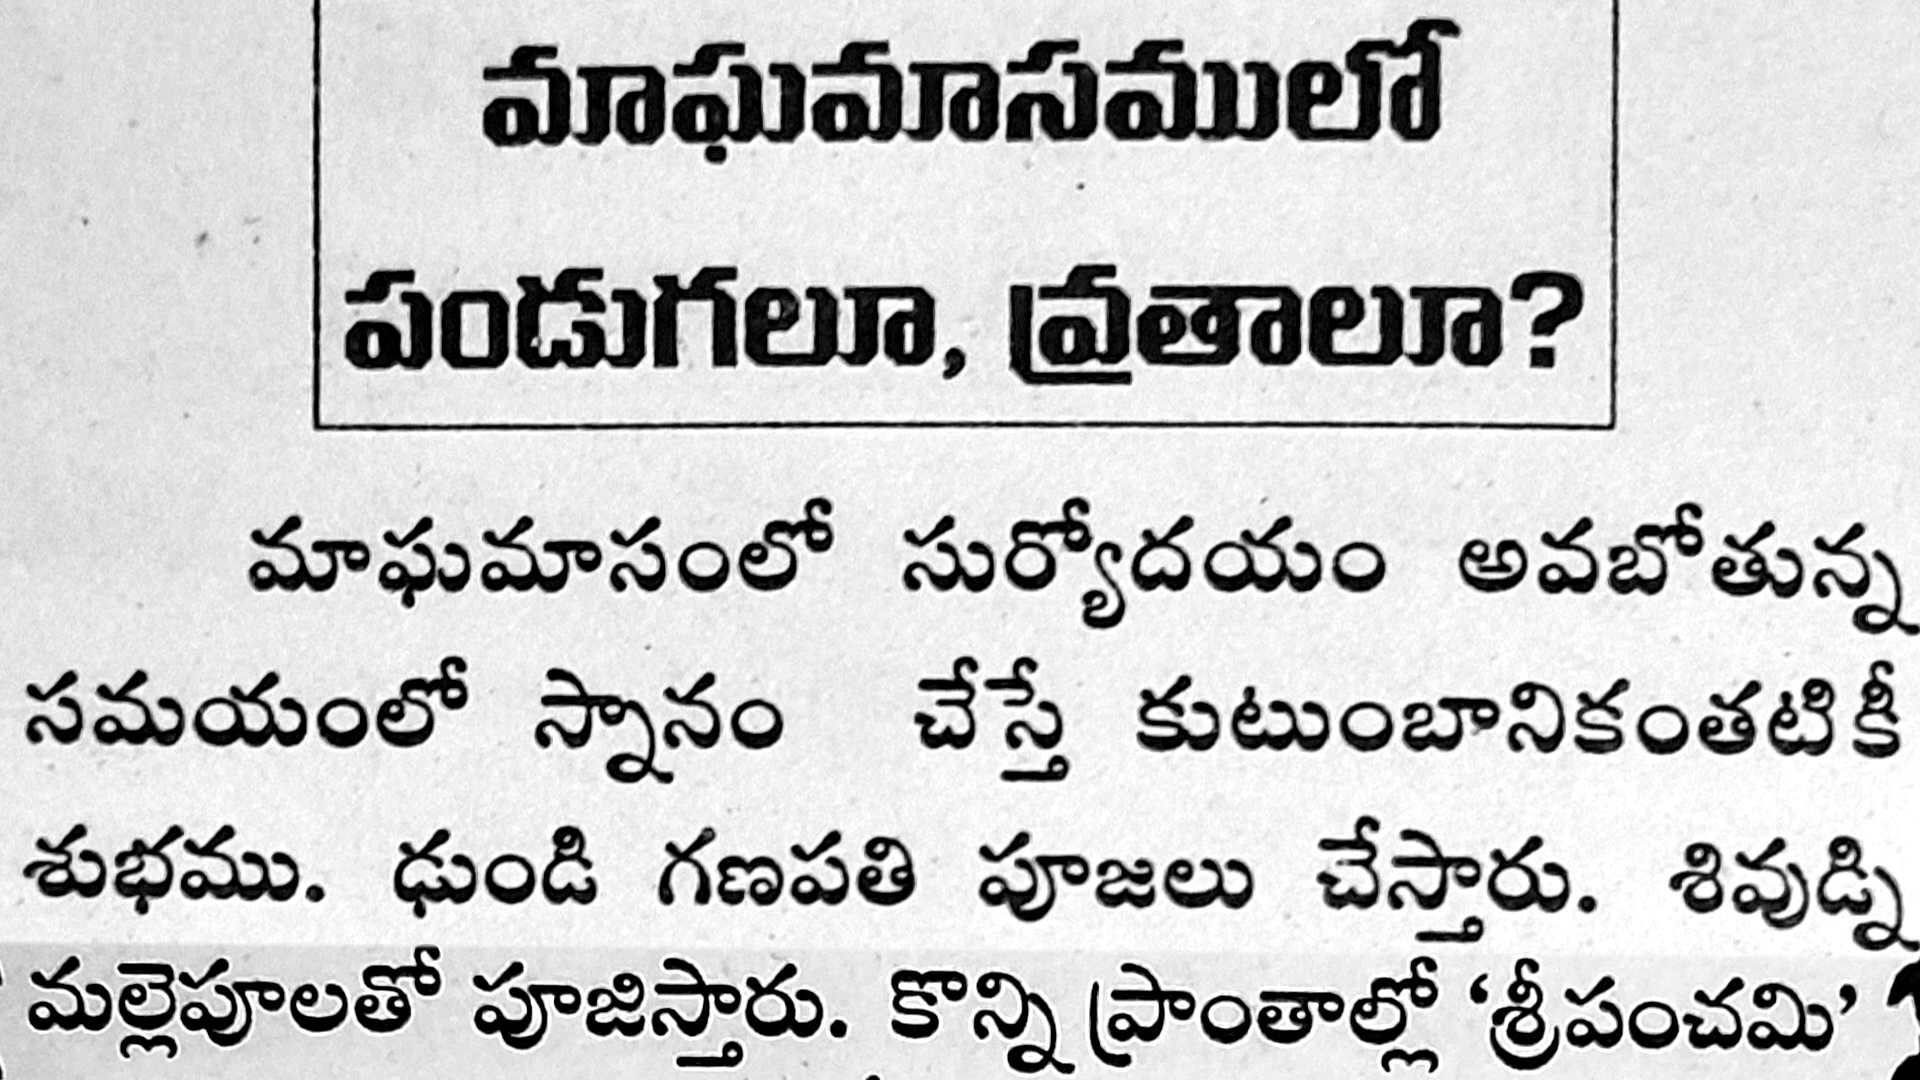 మాఘమాసములో
పండుగలూ, వ్రతాలూ?
మాఘమాసంలో సుర్యోదయం అవబోతున్న
సమయంలో స్నానం చేస్తే కుటుంబానికంతటికీ
శుభము. ఢుండి గణపతి పూజలు చేస్తారు. శివుడ్ని
మల్లెపూలతో పూజిస్తారు. కొన్ని ప్రాంతాల్లో ‘శ్రీపంచమి’